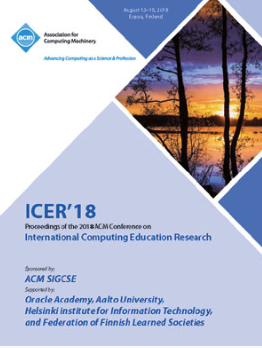 August 13–15, 2018
Espoo, Finland
acm
Association for
Computing Machinery
Advancing Computing as a Science & Profession
ICER’18
Proceedings of the 2018 ACM Conference on
International Computing Education Research
Sponsored by:
ACM SIGCSE
Supported by:
Oracle Academy, Aalto University,
Helsinki Institute for Information Technology,
and Federation of Finnish Learned Societies